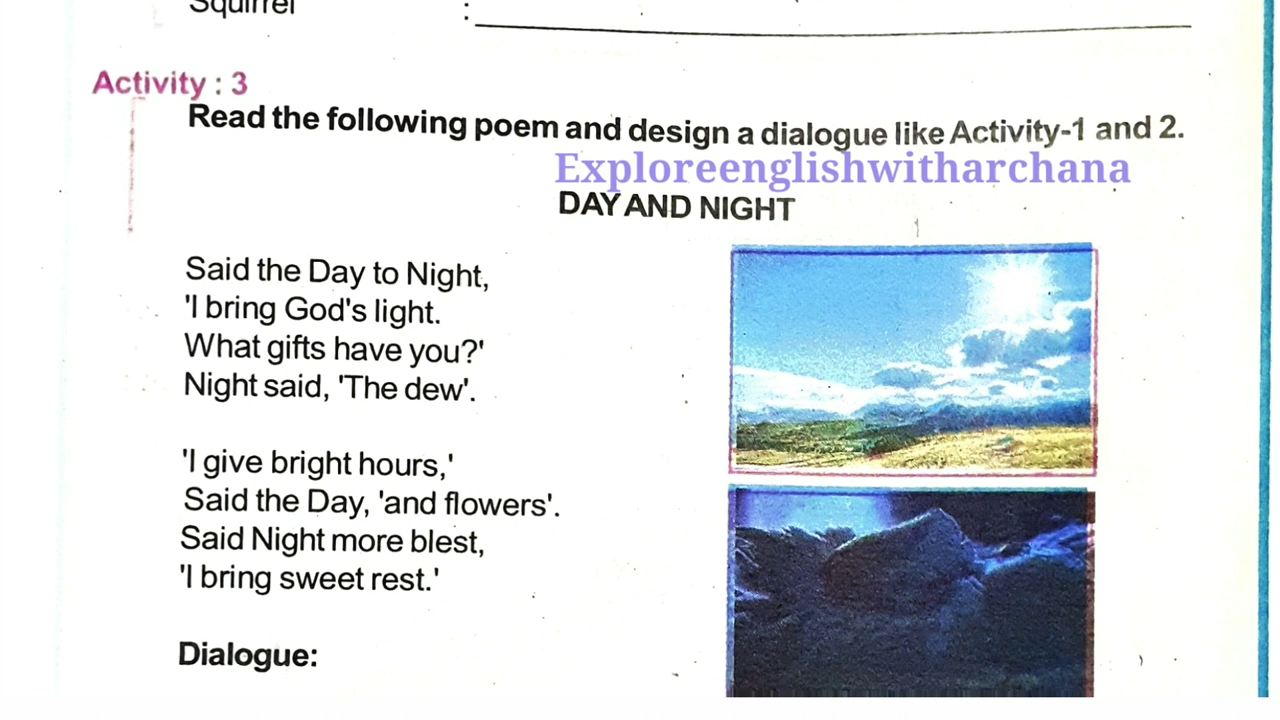 Squirrel :
Activity : 3
Read the following poem and design a dialogue like Activity-1 and 2.
Exploreenglishwitharchana
DAY AND NIGHT
Said the Day to Night,
'I bring God's light.
What gifts have you?'
Night said, 'The dew'.
'I give bright hours,'
Said the Day, 'and flowers'.
Said Night more blest,
'I bring sweet rest.'
Dialogue: